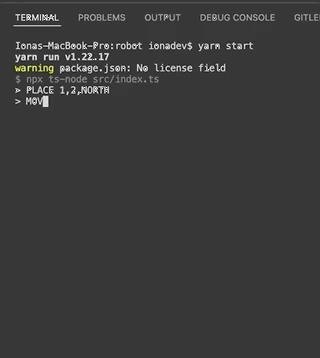 TERMINAL PROBLEMS OUTPUT DEBUG CONSOLE GITLE
Ionas-MacBook-Pro:robot ionadev$ yarn start
yarn run v1.22.17
warning package.json: No license field
$ npx ts-node src/index.ts
> PLACE 1,2,NORTH
> MOV